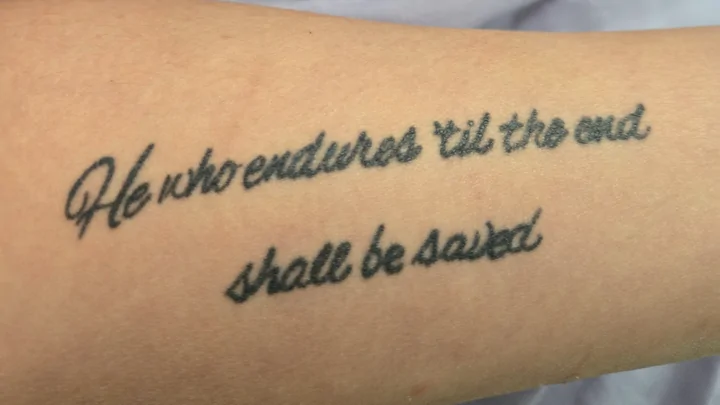 He who endures 'til the end
shall be saved